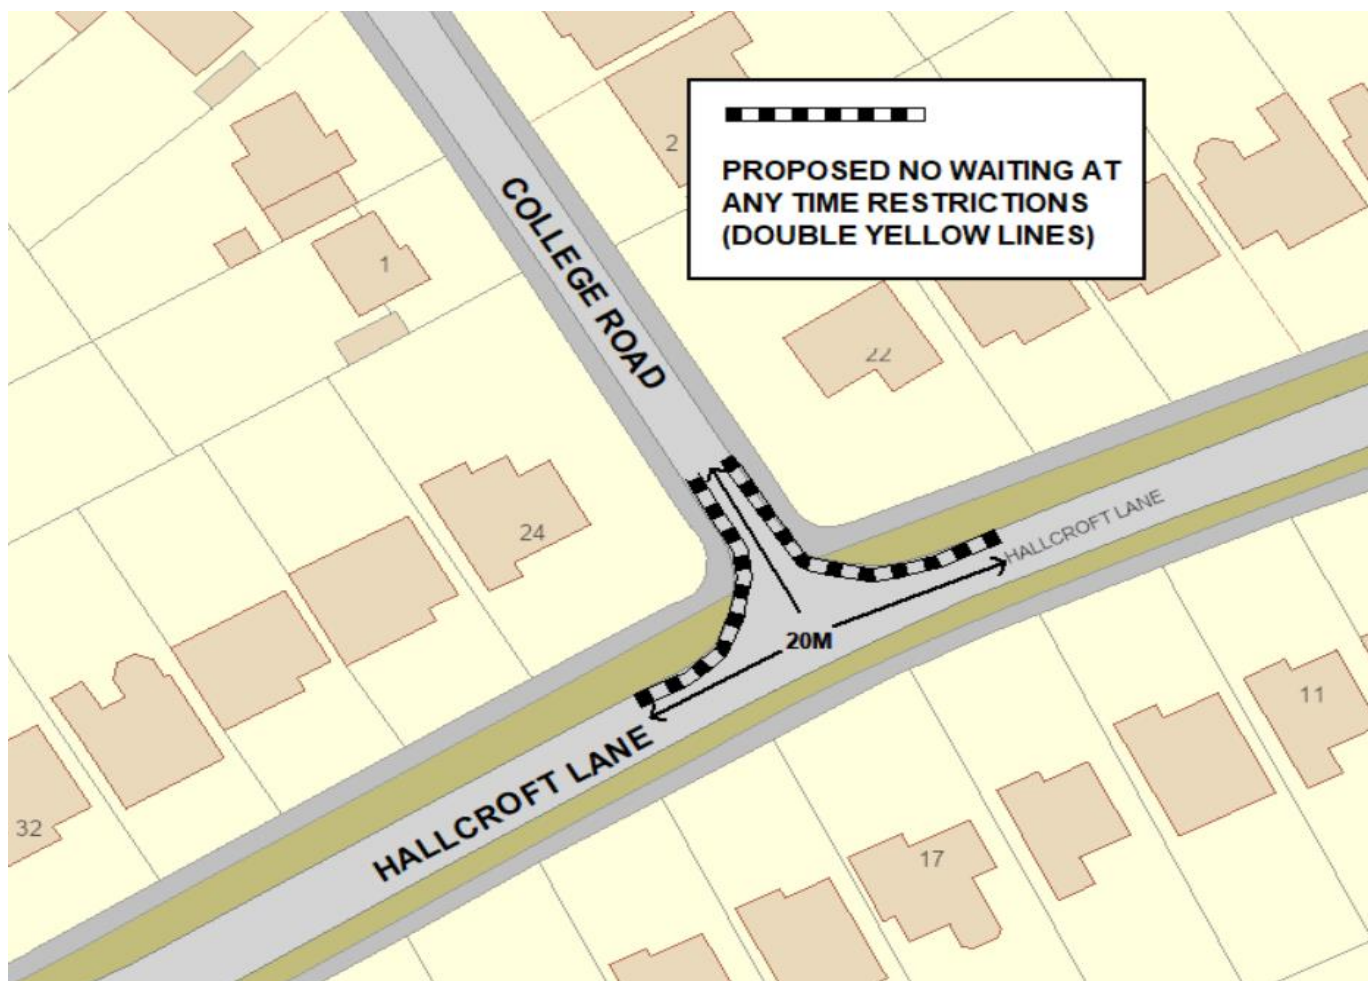 PROPOSED NO WAITING AT
ANY TIME RESTRICTIONS
(DOUBLE YELLOW LINES)
2
COLLEGE ROAD
1
22
24
HALLCROFT LANE
20M
11
HALLCROFT LANE
32
17